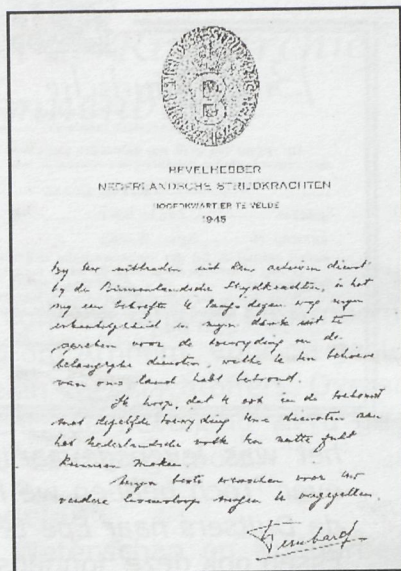 B
BEVELHEBBER
NEDERLANDSCHE STRIJDKRACHTEN
HOOFDKWARTIER TE VELDE
1945
Bij Uw uittreden uit den actieven dienst
bij de Binnenlandsche Strijdkrachten, is het
mij een behoefte U langs dezen weg mijn
erkentelijkheid en mijn dank uit te
spreken voor de toewijding en de
belangrijke diensten, welke U ten behoeve
van ons land hebt betoond.
Ik hoop, dat U ook in de toekomst
met dezelfde toewijding Uwe diensten aan
het Nederlandsche volk ten nutte zult
kunnen maken.
Mijn beste wenschen voor Uw
verdere levensloop mogen U vergezellen.
Bernhard